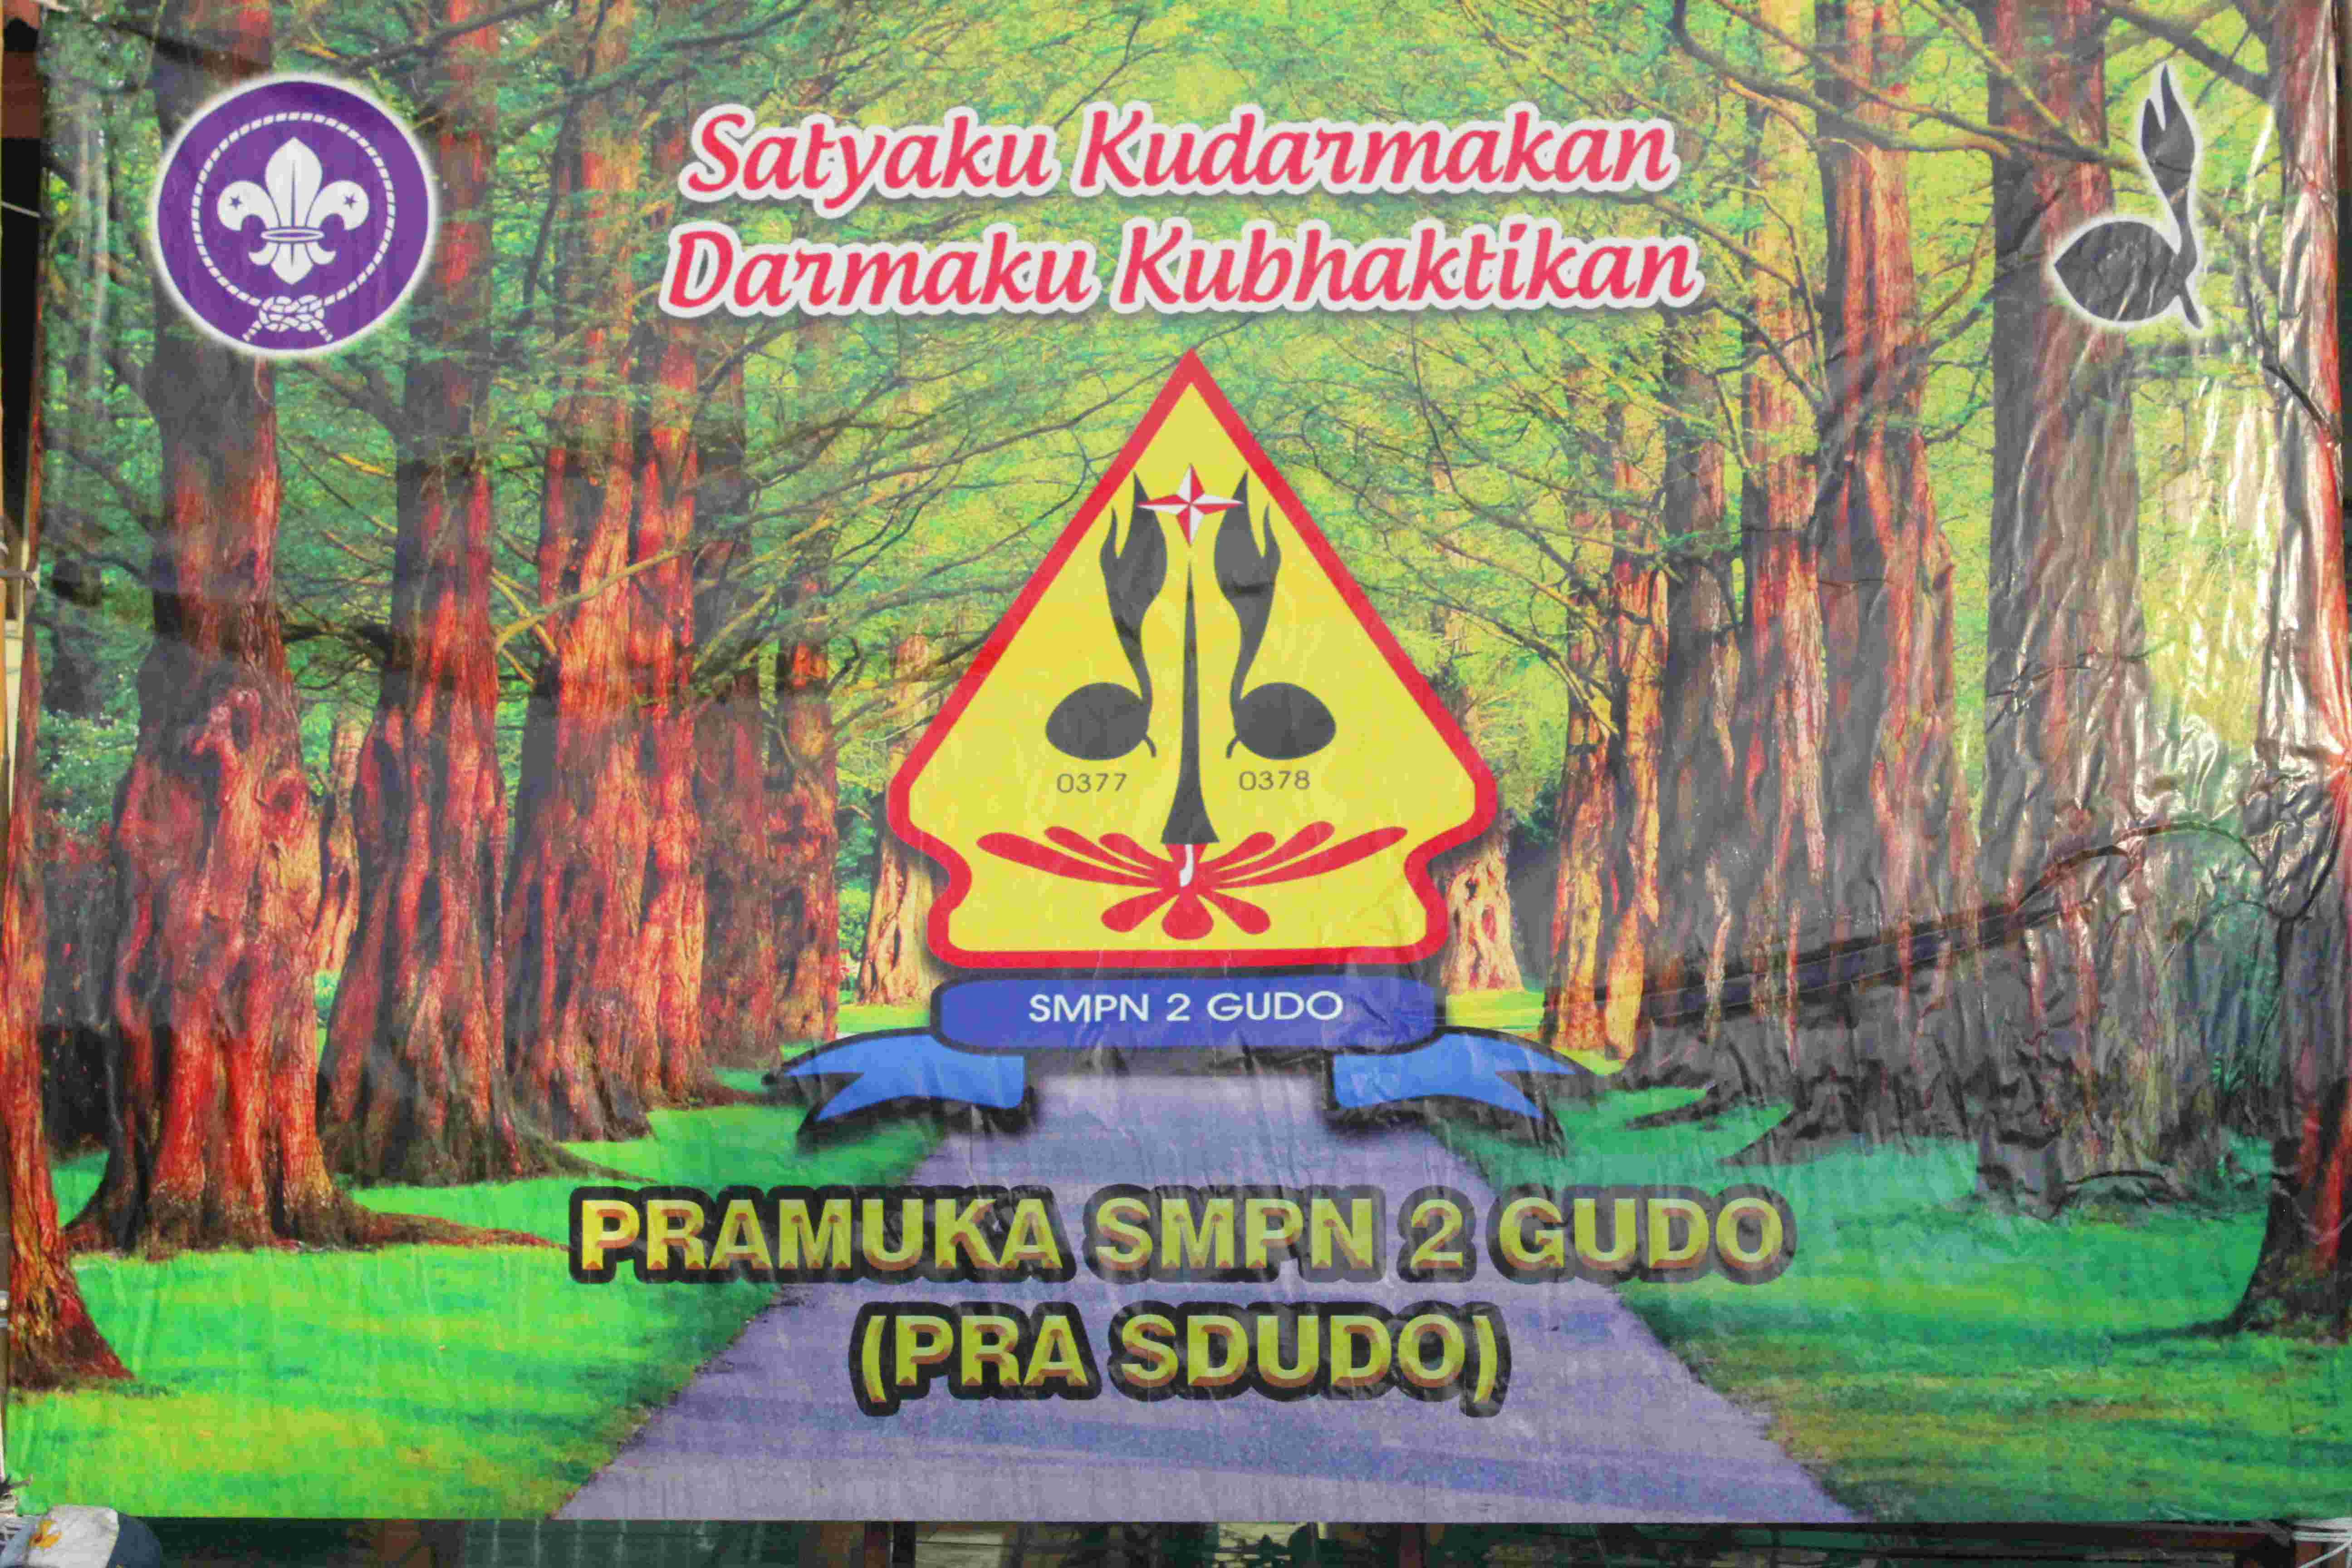 Satyaku Kudarmakan
Darmaku Kubhaktikan
0377 0378
SMPN 2 GUDO
PRAMUKA SMPN 2 GUDO
(PRA SDUDO)